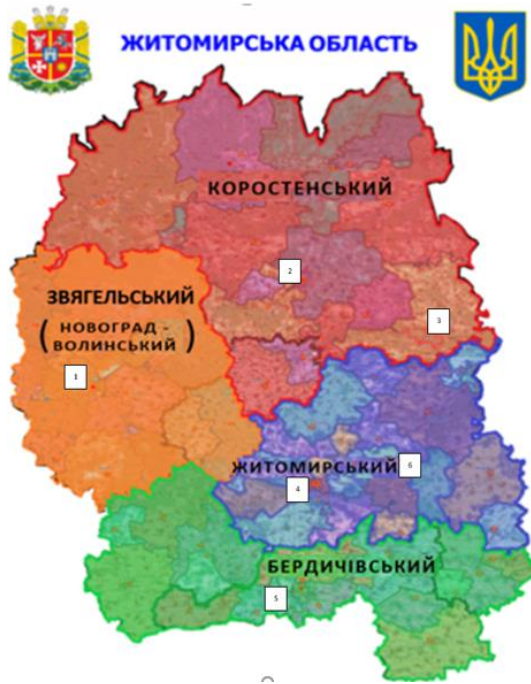 ЖИТОМИРСЬКА ОБЛАСТЬ
КОРОСТЕНСЬКИЙ
2
ЗВЯГЕЛЬСЬКИЙ
(НОВОГРАД -
ВОЛИНСЬКИЙ)
3
1
ЖИТОМИРСЬКИЙ
6
4
БЕРДИЧІВСЬКИЙ
5